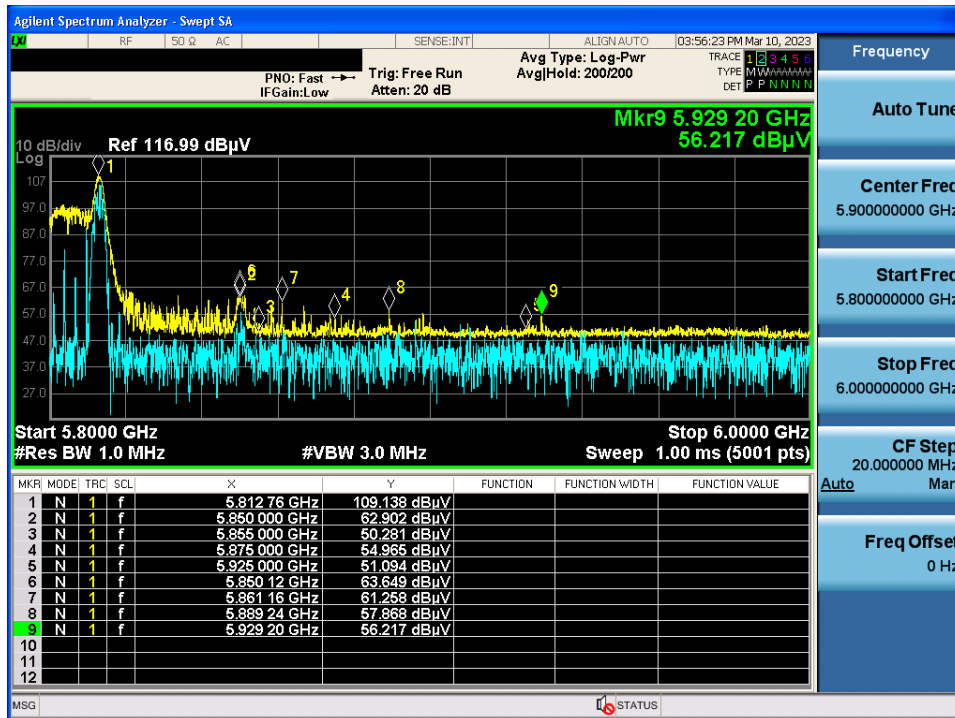 Agilent Spectrum Analyzer - Swept SA
LXI RF 50 Ω AC SENSE:INT ALIGN AUTO 03:56:23 PM Mar 10, 2023
PNO: Fast Trig: Free Run Avg Type: Log-Pwr TRACE 1 2 3 4 5 6
IFGain:Low Atten: 20 dB Avg|Hold: 200/200 TYPE M W W W W W
DET P P N N N N
Mkr9 5.929 20 GHz
56.217 dBµV
10 dB/div Ref 116.99 dBµV
Log
107
97.0
87.0
77.0
67.0
57.0
47.0
37.0
27.0
1
6
2
7
3
4
8
9
Start 5.8000 GHz Stop 6.0000 GHz
#Res BW 1.0 MHz #VBW 3.0 MHz Sweep 1.00 ms (5001 pts)
MKR MODE TRC SCL X Y FUNCTION FUNCTION WIDTH FUNCTION VALUE
1 N 1 f 5.812 76 GHz 109.138 dBµV
2 N 1 f 5.850 000 GHz 62.902 dBµV
3 N 1 f 5.855 000 GHz 50.281 dBµV
4 N 1 f 5.875 000 GHz 54.965 dBµV
5 N 1 f 5.925 000 GHz 51.094 dBµV
6 N 1 f 5.850 12 GHz 63.649 dBµV
7 N 1 f 5.861 16 GHz 61.258 dBµV
8 N 1 f 5.889 24 GHz 57.868 dBµV
9 N 1 f 5.929 20 GHz 56.217 dBµV
10
11
12
MSG STATUS
Frequency
Auto Tune
Center Freq
5.900000000 GHz
Start Freq
5.800000000 GHz
Stop Freq
6.000000000 GHz
CF Step
20.000000 MHz
Auto Man
Freq Offset
0 Hz